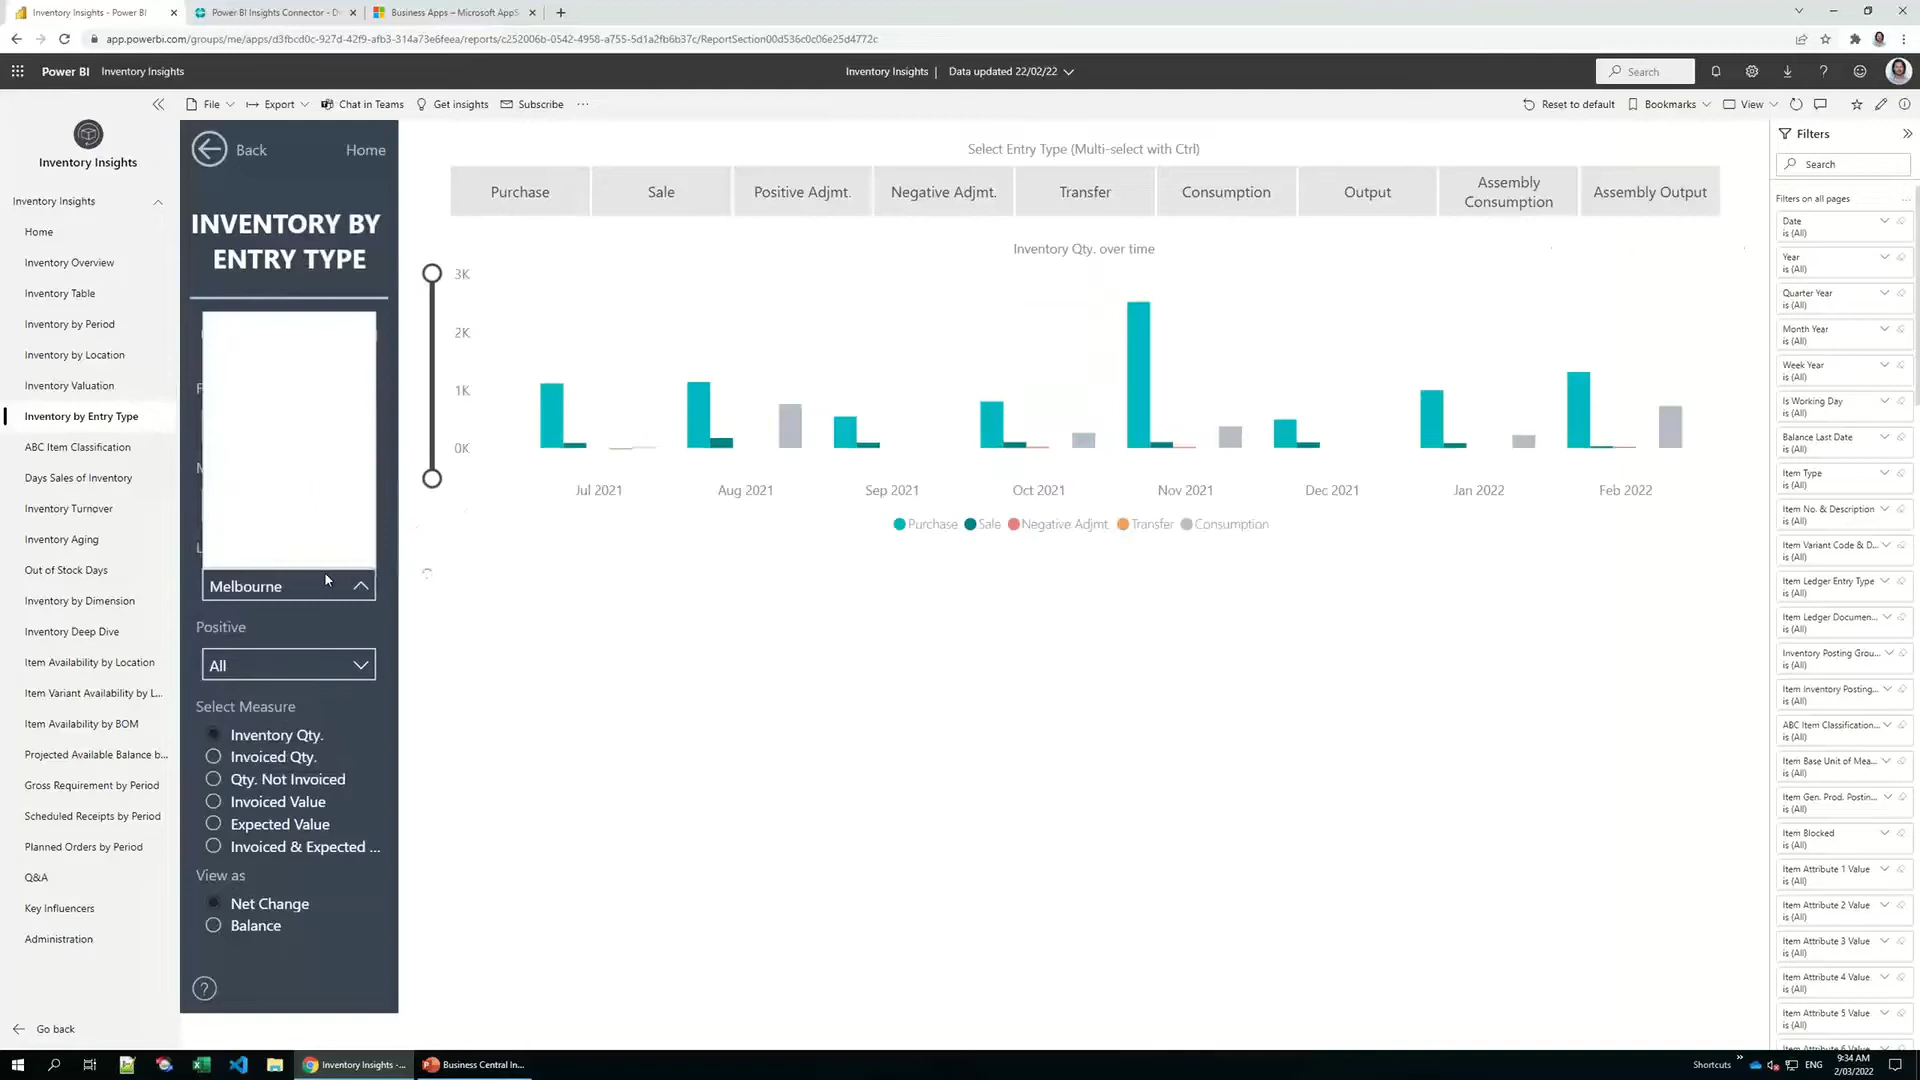 Inventory Insights - Power BI
Power BI Insights Connector - D
Business Apps – Microsoft AppS
app.powerbi.com/groups/me/apps/d3fbcd0c-927d-42f9-afb3-314a73e6feea/reports/c252006b-0542-4958-a755-5d1a2fb6b37c/ReportSection00d536c0c06e25d4772c
Power BI Inventory Insights
Inventory Insights | Data updated 22/02/22
Search
File
Export
Chat in Teams
Get insights
Subscribe
Reset to default
Bookmarks
View
Inventory Insights
Inventory Insights
Home
Inventory Overview
Inventory Table
Inventory by Period
Inventory by Location
Inventory Valuation
Inventory by Entry Type
ABC Item Classification
Days Sales of Inventory
Inventory Turnover
Inventory Aging
Out of Stock Days
Inventory by Dimension
Inventory Deep Dive
Item Availability by Location
Item Variant Availability by L...
Item Availability by BOM
Projected Available Balance b...
Gross Requirement by Period
Scheduled Receipts by Period
Planned Orders by Period
Q&A
Key Influencers
Administration
Go back
Back
Home
INVENTORY BY
ENTRY TYPE
Melbourne
Positive
All
Select Measure
Inventory Qty.
Invoiced Qty.
Qty. Not Invoiced
Invoiced Value
Expected Value
Invoiced & Expected ...
View as
Net Change
Balance
?
Select Entry Type (Multi-select with Ctrl)
Purchase
Sale
Positive Adjmt.
Negative Adjmt.
Transfer
Consumption
Output
Assembly
Consumption
Assembly Output
Inventory Qty. over time
3K
2K
1K
0K
Jul 2021
Aug 2021
Sep 2021
Oct 2021
Nov 2021
Dec 2021
Jan 2022
Feb 2022
Purchase
Sale
Negative Adjmt.
Transfer
Consumption
Filters
Search
Filters on all pages
Date
is (All)
Year
is (All)
Quarter Year
is (All)
Month Year
is (All)
Week Year
is (All)
Is Working Day
is (All)
Balance Last Date
is (All)
Item Type
is (All)
Item No. & Description
is (All)
Item Variant Code & D...
is (All)
Item Ledger Entry Type
is (All)
Item Ledger Documen...
is (All)
Inventory Posting Grou...
is (All)
Item Inventory Posting...
is (All)
ABC Item Classification...
is (All)
Item Base Unit of Mea...
is (All)
Item Gen. Prod. Postin...
is (All)
Item Blocked
is (All)
Item Attribute 1 Value
is (All)
Item Attribute 2 Value
is (All)
Item Attribute 3 Value
is (All)
Item Attribute 4 Value
is (All)
Item Attribute 5 Value
is (All)
Inventory Insights -...
Business Central In...
Shortcuts
ENG
9:34 AM
2/03/2022